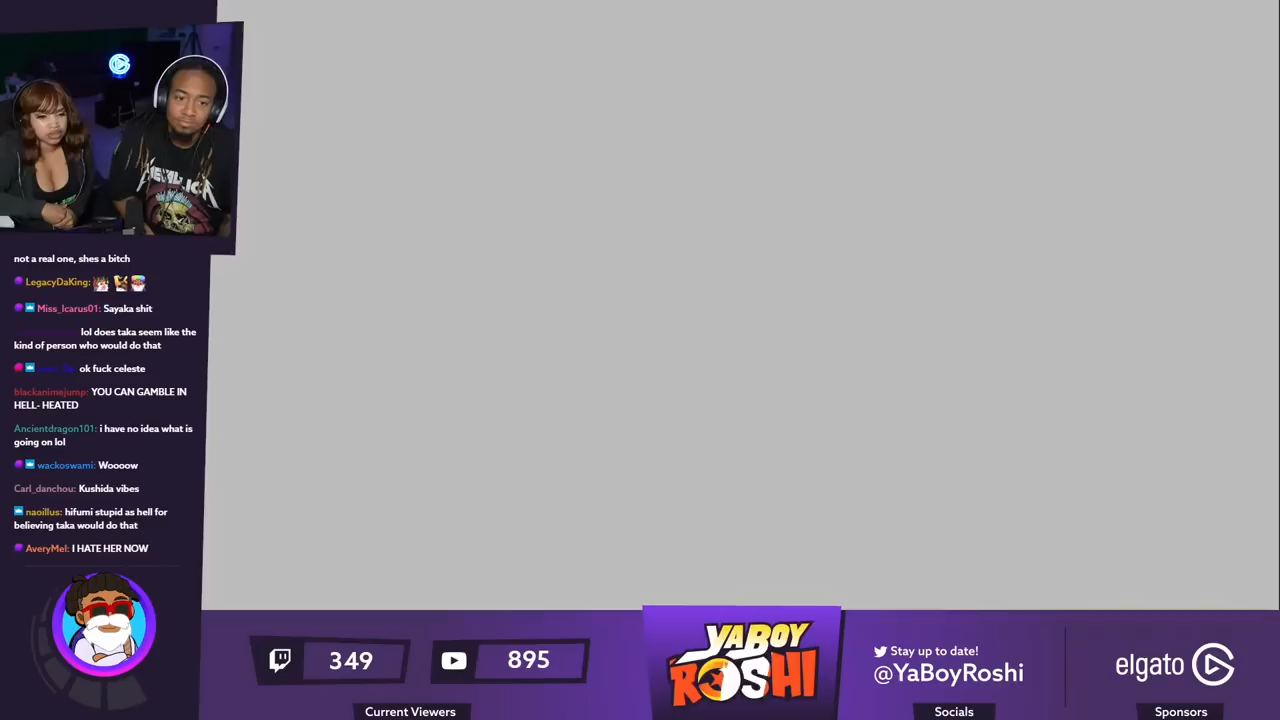 METALLICA
not a real one, shes a bitch
LegacyDaKing:
Miss_Icarus01: Sayaka shit
lol does taka seem like the
kind of person who would do that
ok fuck celeste
blackanimejump: YOU CAN GAMBLE IN
HELL- HEATED
Ancientdragon101: i have no idea what is
going on lol
wackoswami: Woooow
Carl_danchou: Kushida vibes
naoillus: hifumi stupid as hell for
believing taka would do that
AveryMel: I HATE HER NOW
349
895
Current Viewers
YABOY
ROSHI
Stay up to date!
@YaBoyRoshi
Socials
elgato
Sponsors